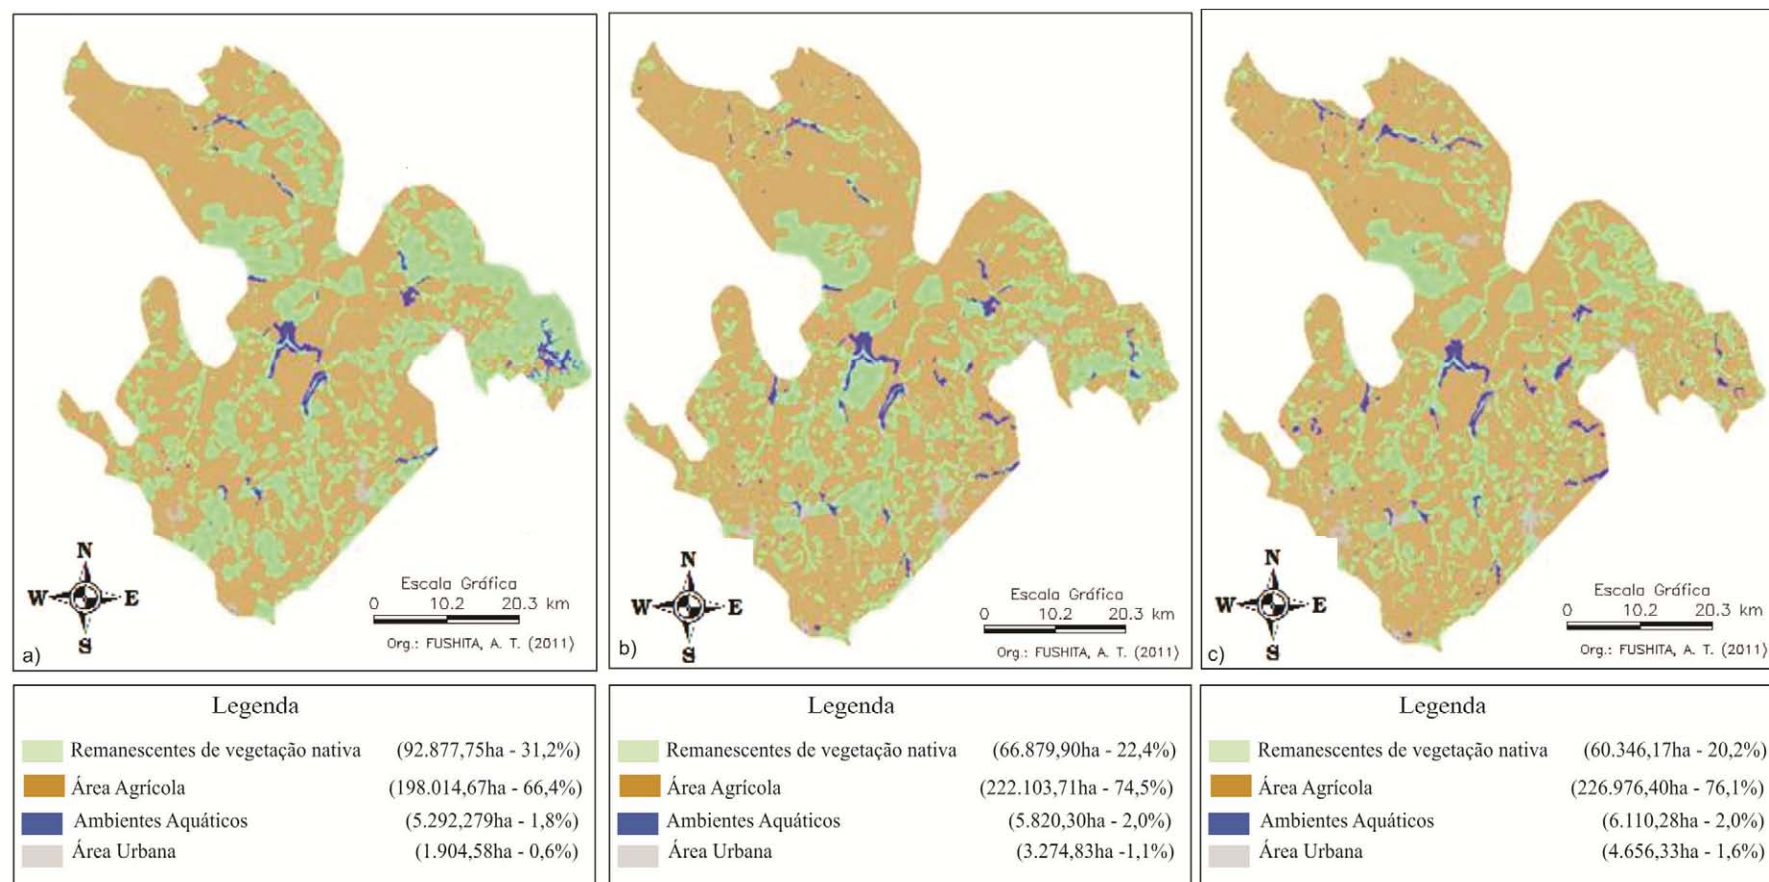 N
W E
S
Escala Gráfica
0 10.2 20.3 km
Org.: FUSHITA, A. T. (2011)
a)
N
W E
S
Escala Gráfica
0 10.2 20.3 km
Org.: FUSHITA, A. T. (2011)
b)
N
W E
S
Escala Gráfica
0 10.2 20.3 km
Org.: FUSHITA, A. T. (2011)
c)
Legenda
Remanescentes de vegetação nativa (92.877,75ha - 31,2%)
Área Agrícola (198.014,67ha - 66,4%)
Ambientes Aquáticos (5.292,279ha - 1,8%)
Área Urbana (1.904,58ha - 0,6%)
Legenda
Remanescentes de vegetação nativa (66.879,90ha - 22,4%)
Área Agrícola (222.103,71ha - 74,5%)
Ambientes Aquáticos (5.820,30ha - 2,0%)
Área Urbana (3.274,83ha -1,1%)
Legenda
Remanescentes de vegetação nativa (60.346,17ha - 20,2%)
Área Agrícola (226.976,40ha - 76,1%)
Ambientes Aquáticos (6.110,28ha - 2,0%)
Área Urbana (4.656,33ha - 1,6%)